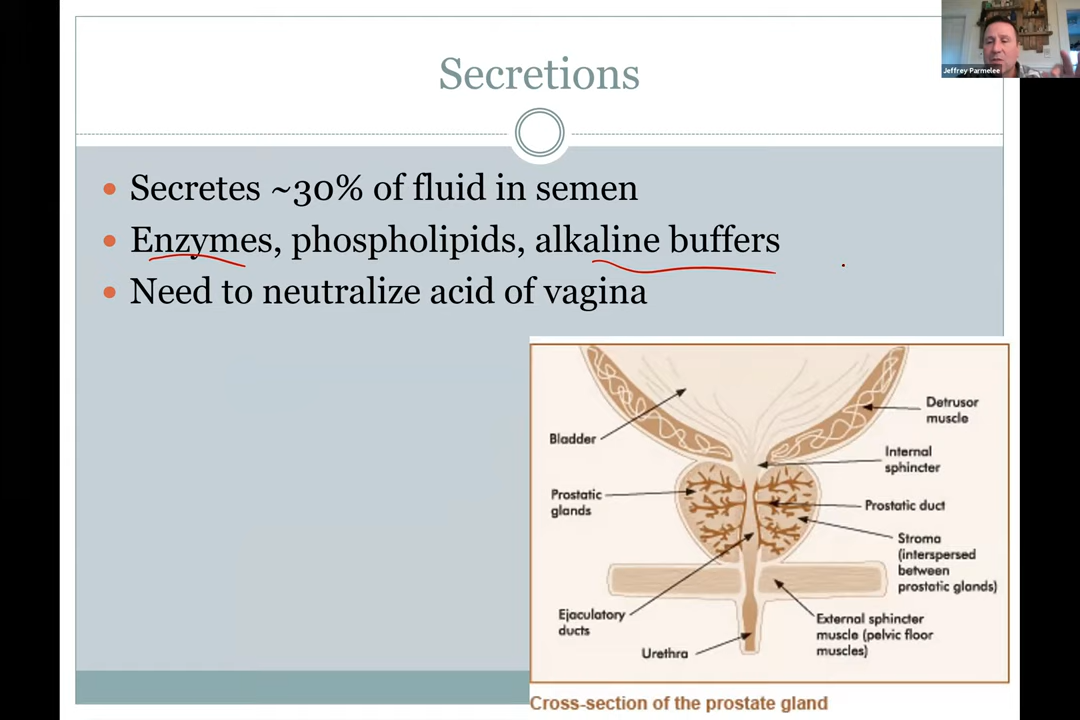 Jeffrey Parmelee
Secretions
Secretes ~30% of fluid in semen
Enzymes, phospholipids, alkaline buffers
Need to neutralize acid of vagina
Detrusor
muscle
Bladder
Internal
sphincter
Prostatic
glands
Prostatic duct
Stroma
(interspersed
between
prostatic glands)
Ejaculatory
ducts
External sphincter
muscle (pelvic floor
muscles)
Urethra
Cross-section of the prostate gland